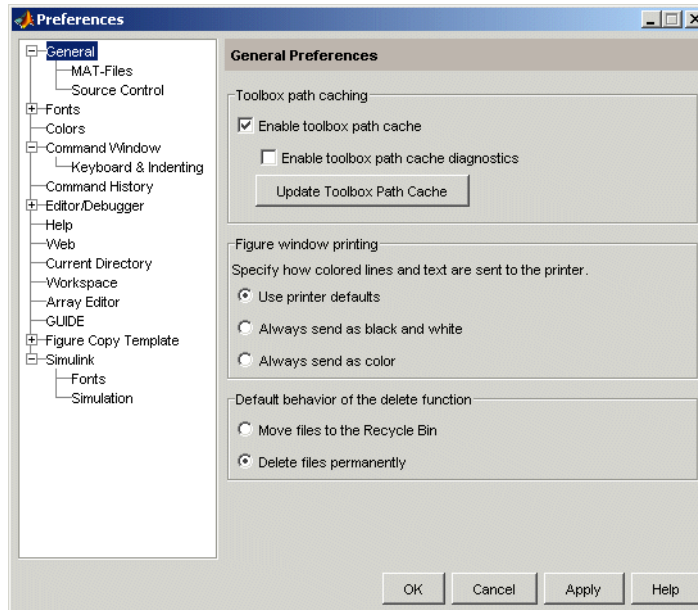 Preferences
General
MAT-Files
Source Control
Fonts
Colors
Command Window
Keyboard & Indenting
Command History
Editor/Debugger
Help
Web
Current Directory
Workspace
Array Editor
GUIDE
Figure Copy Template
Simulink
Fonts
Simulation
General Preferences
Toolbox path caching
Enable toolbox path cache
Enable toolbox path cache diagnostics
Update Toolbox Path Cache
Figure window printing
Specify how colored lines and text are sent to the printer.
Use printer defaults
Always send as black and white
Always send as color
Default behavior of the delete function
Move files to the Recycle Bin
Delete files permanently
OK Cancel Apply Help